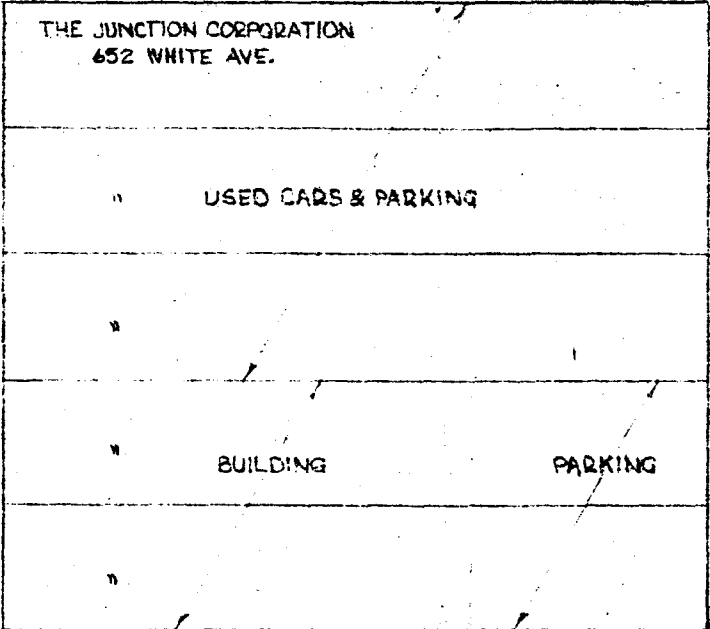 THE JUNCTION CORPORATION
652 WHITE AVE.
" USED CARS & PARKING
"
" BUILDING PARKING
"